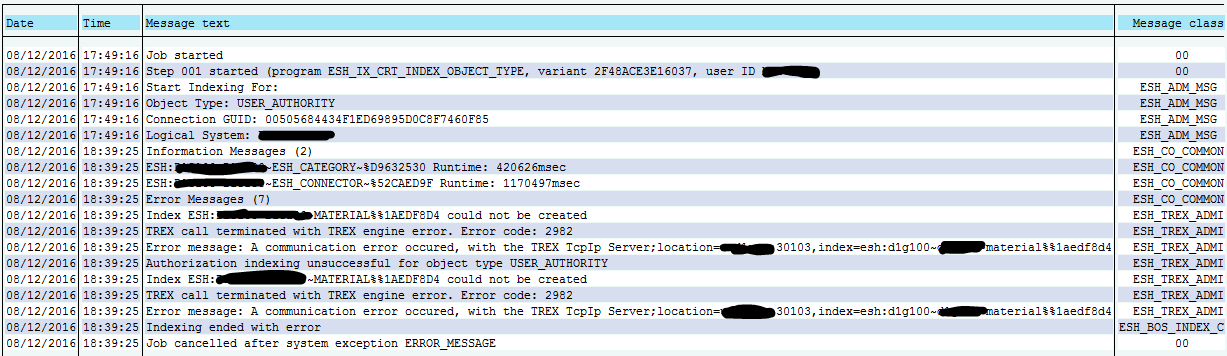 Date Time Message text Message class
08/12/2016 17:49:16 Job started 00
08/12/2016 17:49:16 Step 001 started (program ESH_IX_CRT_INDEX_OBJECT_TYPE, variant 2F48ACE3E16037, user ID 00
08/12/2016 17:49:16 Start Indexing For: ESH_ADM_MSG
08/12/2016 17:49:16 Object Type: USER_AUTHORITY ESH_ADM_MSG
08/12/2016 17:49:16 Connection GUID: 00505684434F1ED69895D0C8F7460F85 ESH_ADM_MSG
08/12/2016 17:49:16 Logical System: ESH_ADM_MSG
08/12/2016 18:39:25 Information Messages (2) ESH_CO_COMMON
08/12/2016 18:39:25 ESH: ~ESH_CATEGORY~%D9632530 Runtime: 420626msec ESH_CO_COMMON
08/12/2016 18:39:25 ESH: ~ESH_CONNECTOR~%52CAED9F Runtime: 1170497msec ESH_CO_COMMON
08/12/2016 18:39:25 Error Messages (7) ESH_CO_COMMON
08/12/2016 18:39:25 Index ESH: ~MATERIAL%%1AEDF8D4 could not be created ESH_TREX_ADMI
08/12/2016 18:39:25 TREX call terminated with TREX engine error. Error code: 2982 ESH_TREX_ADMI
08/12/2016 18:39:25 Error message: A communication error occured, with the TREX TcpIp Server;location= 30103,index=esh:d1g100~ material%%1aedf8d4 ESH_TREX_ADMI
08/12/2016 18:39:25 Authorization indexing unsuccessful for object type USER_AUTHORITY ESH_TREX_ADMI
08/12/2016 18:39:25 Index ESH: ~MATERIAL%%1AEDF8D4 could not be created ESH_TREX_ADMI
08/12/2016 18:39:25 TREX call terminated with TREX engine error. Error code: 2982 ESH_TREX_ADMI
08/12/2016 18:39:25 Error message: A communication error occured, with the TREX TcpIp Server;location= 30103,index=esh:d1g100~ material%%1aedf8d4 ESH_TREX_ADMI
08/12/2016 18:39:25 Indexing ended with error ESH_BOS_INDEX_C
08/12/2016 18:39:25 Job cancelled after system exception ERROR_MESSAGE 00